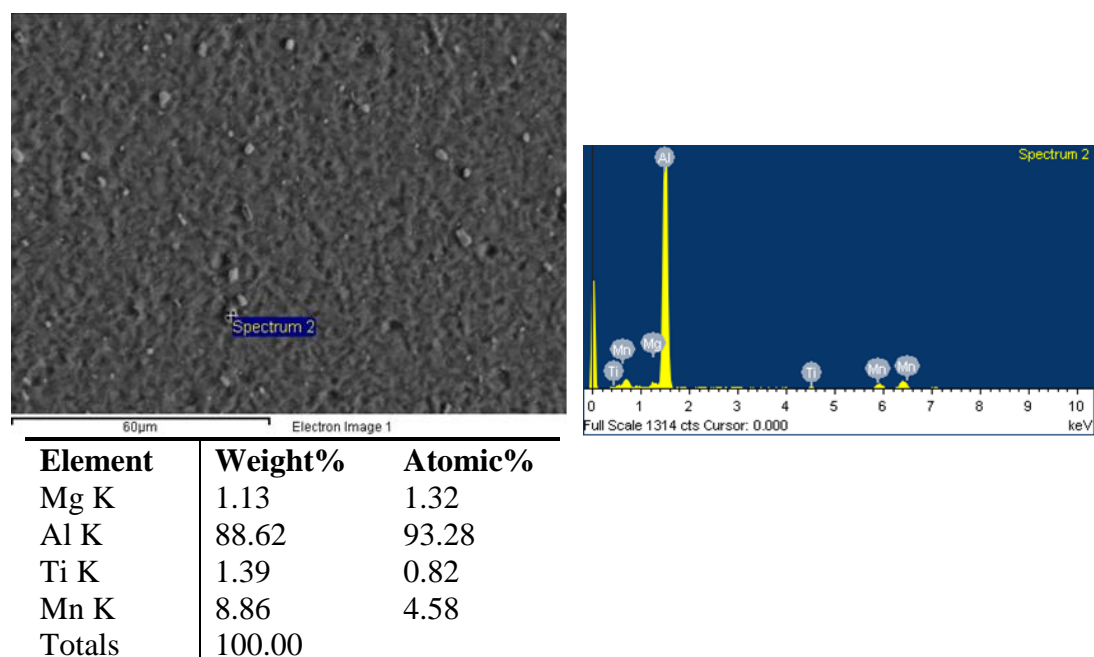 Spectrum 2
60µm
Electron Image 1
Spectrum 2
Al
Mn
Mg
Ti
Ti
Mn
Mn
0 1 2 3 4 5 6 7 8 9 10
Full Scale 1314 cts Cursor: 0.000 keV
Element Weight% Atomic%
Mg K 1.13 1.32
Al K 88.62 93.28
Ti K 1.39 0.82
Mn K 8.86 4.58
Totals 100.00